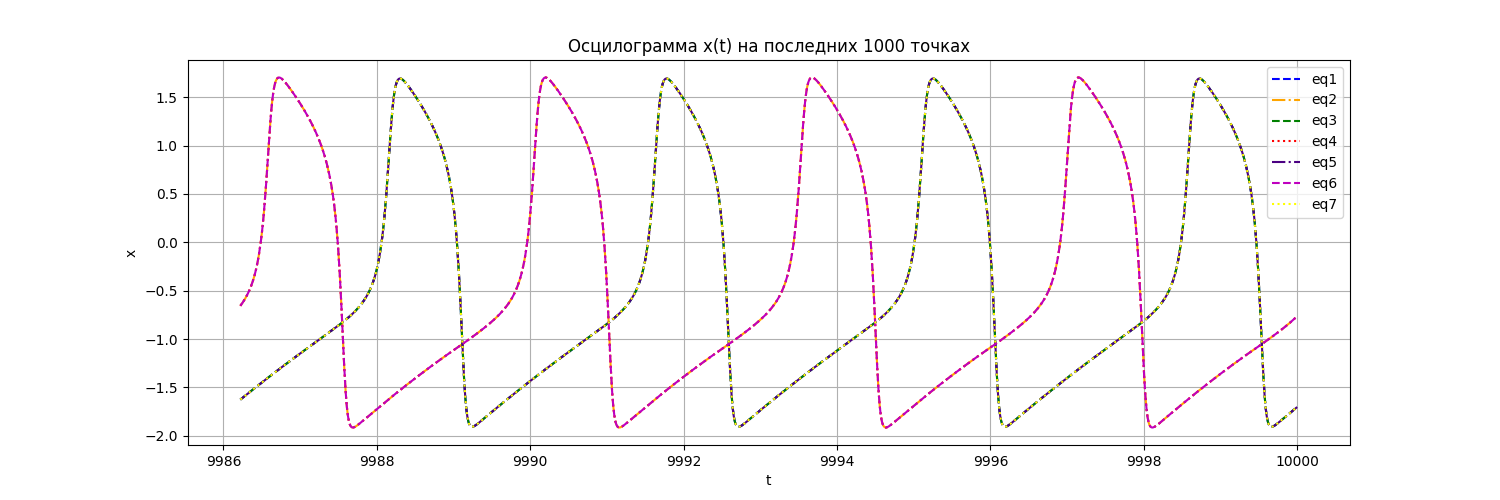 Осцилограмма x(t) на последних 1000 точках
x
1.5
1.0
0.5
0.0
−0.5
−1.0
−1.5
−2.0
eq1
eq2
eq3
eq4
eq5
eq6
eq7
9986
9988
9990
9992
9994
9996
9998
10000
t